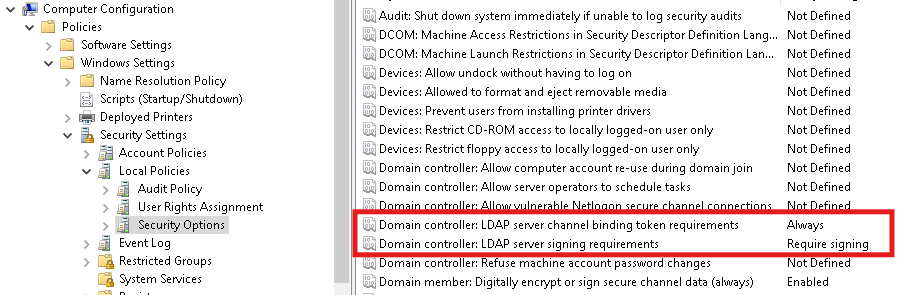 Computer Configuration
Policies
Software Settings
Windows Settings
Name Resolution Policy
Scripts (Startup/Shutdown)
Deployed Printers
Security Settings
Account Policies
Local Policies
Audit Policy
User Rights Assignment
Security Options
Event Log
Restricted Groups
System Services
Audit: Shut down system immediately if unable to log security audits Not Defined
DCOM: Machine Access Restrictions in Security Descriptor Definition Lang... Not Defined
DCOM: Machine Launch Restrictions in Security Descriptor Definition Lan... Not Defined
Devices: Allow undock without having to log on Not Defined
Devices: Allowed to format and eject removable media Not Defined
Devices: Prevent users from installing printer drivers Not Defined
Devices: Restrict CD-ROM access to locally logged-on user only Not Defined
Devices: Restrict floppy access to locally logged-on user only Not Defined
Domain controller: Allow computer account re-use during domain join Not Defined
Domain controller: Allow server operators to schedule tasks Not Defined
Domain controller: Allow vulnerable Netlogon secure channel connections Not Defined
Domain controller: LDAP server channel binding token requirements Always
Domain controller: LDAP server signing requirements Require signing
Domain controller: Refuse machine account password changes Not Defined
Domain member: Digitally encrypt or sign secure channel data (always) Enabled